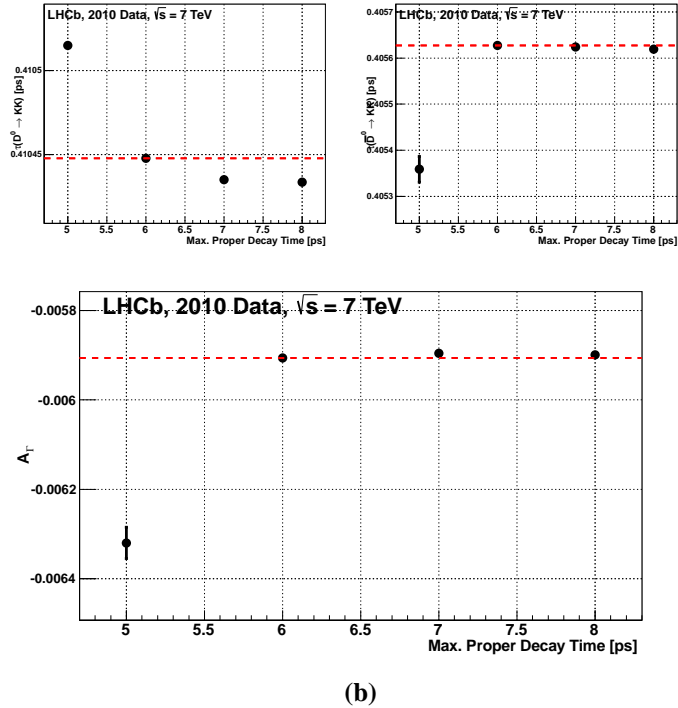 LHCb, 2010 Data, √s = 7 TeV
τ(D⁰ → KK) [ps]
0.4105
0.41045
5 5.5 6 6.5 7 7.5 8
Max. Proper Decay Time [ps]
LHCb, 2010 Data, √s = 7 TeV
τ(D̅⁰ → KK) [ps]
0.4057
0.4056
0.4055
0.4054
0.4053
5 5.5 6 6.5 7 7.5 8
Max. Proper Decay Time [ps]
LHCb, 2010 Data, √s = 7 TeV
A_Γ
-0.0058
-0.006
-0.0062
-0.0064
5 5.5 6 6.5 7 7.5 8
Max. Proper Decay Time [ps]
(b)